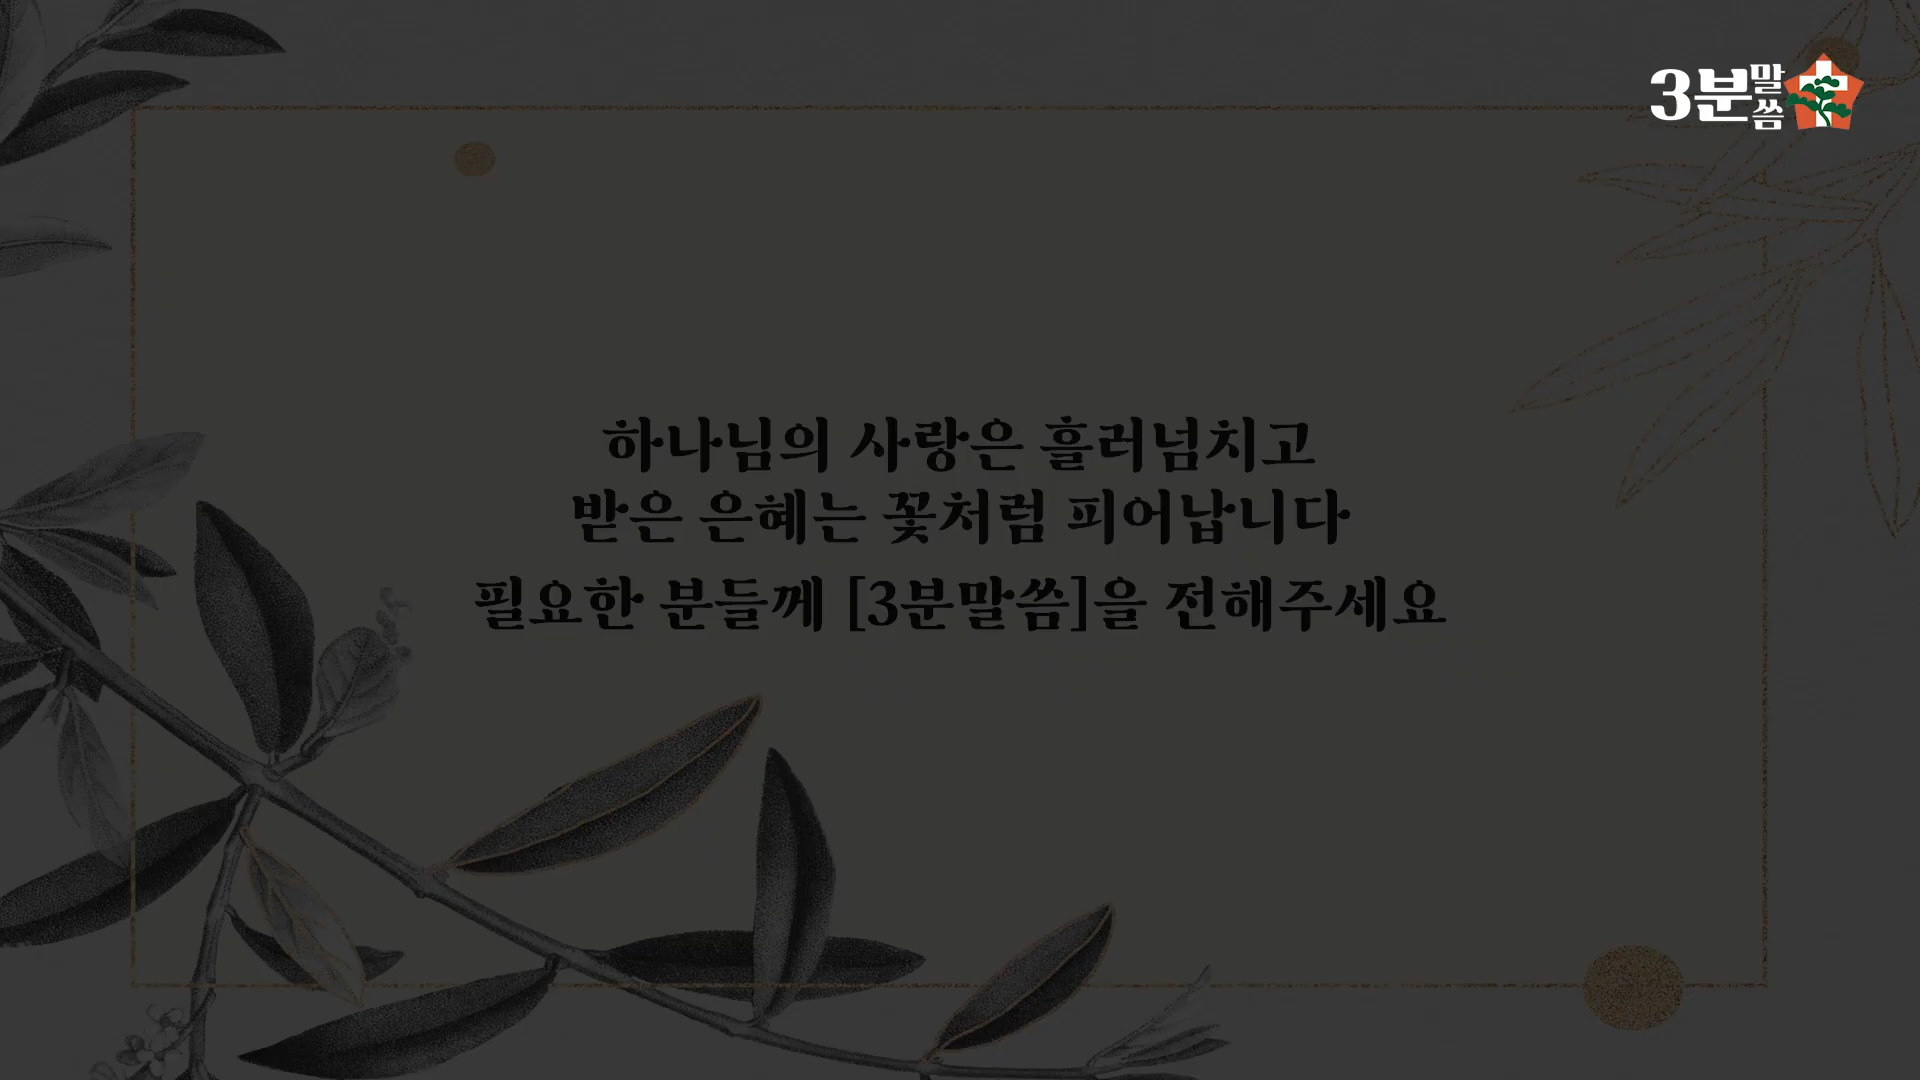 3분말씀
하나님의 사랑은 흘러넘치고
받은 은혜는 꽃처럼 피어납니다
필요한 분들께 [3분말씀]을 전해주세요